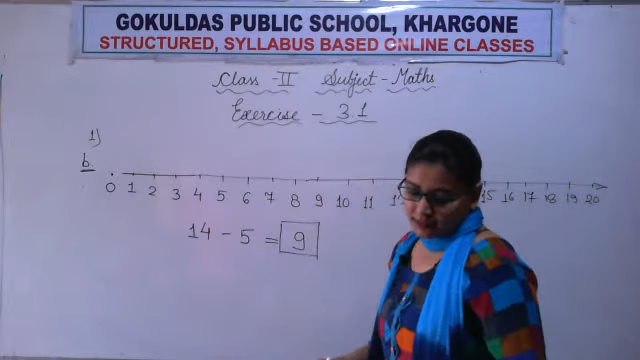 GOKULDAS PUBLIC SCHOOL, KHARGONE
STRUCTURED, SYLLABUS BASED ONLINE CLASSES
Class - II Subject - Maths
Exercise - 3.1
1)
b.
0 1 2 3 4 5 6 7 8 9 10 11 15 16 17 18 19 20
14 - 5 = 9